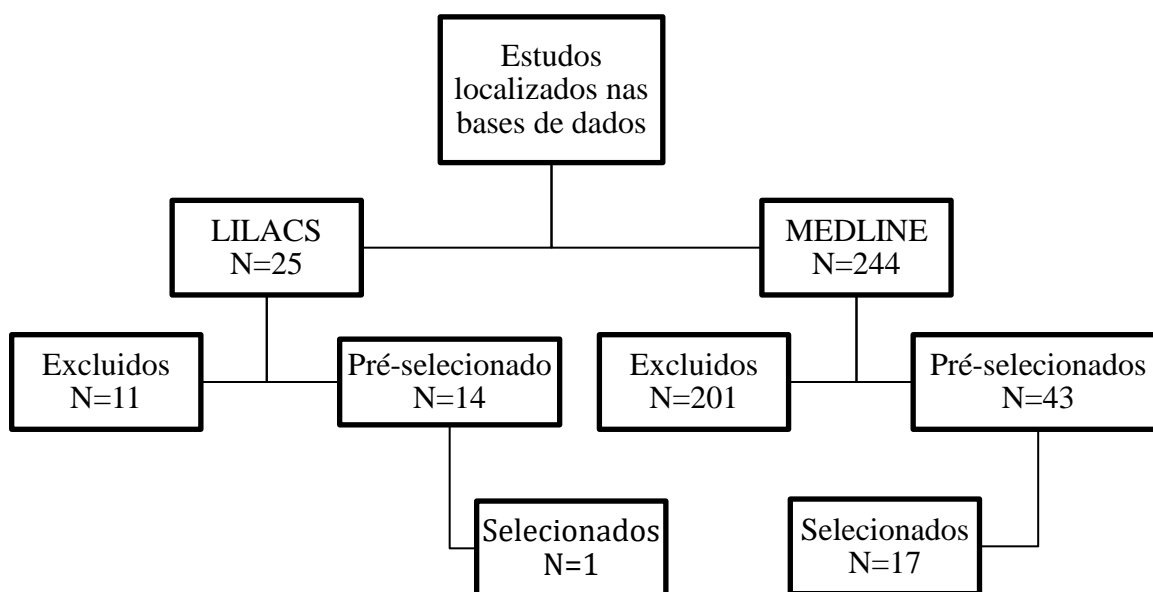 Estudos
localizados nas
bases de dados
LILACS
N=25
MEDLINE
N=244
Excluidos
N=11
Pré-selecionado
N=14
Excluidos
N=201
Pré-selecionados
N=43
Selecionados
N=1
Selecionados
N=17